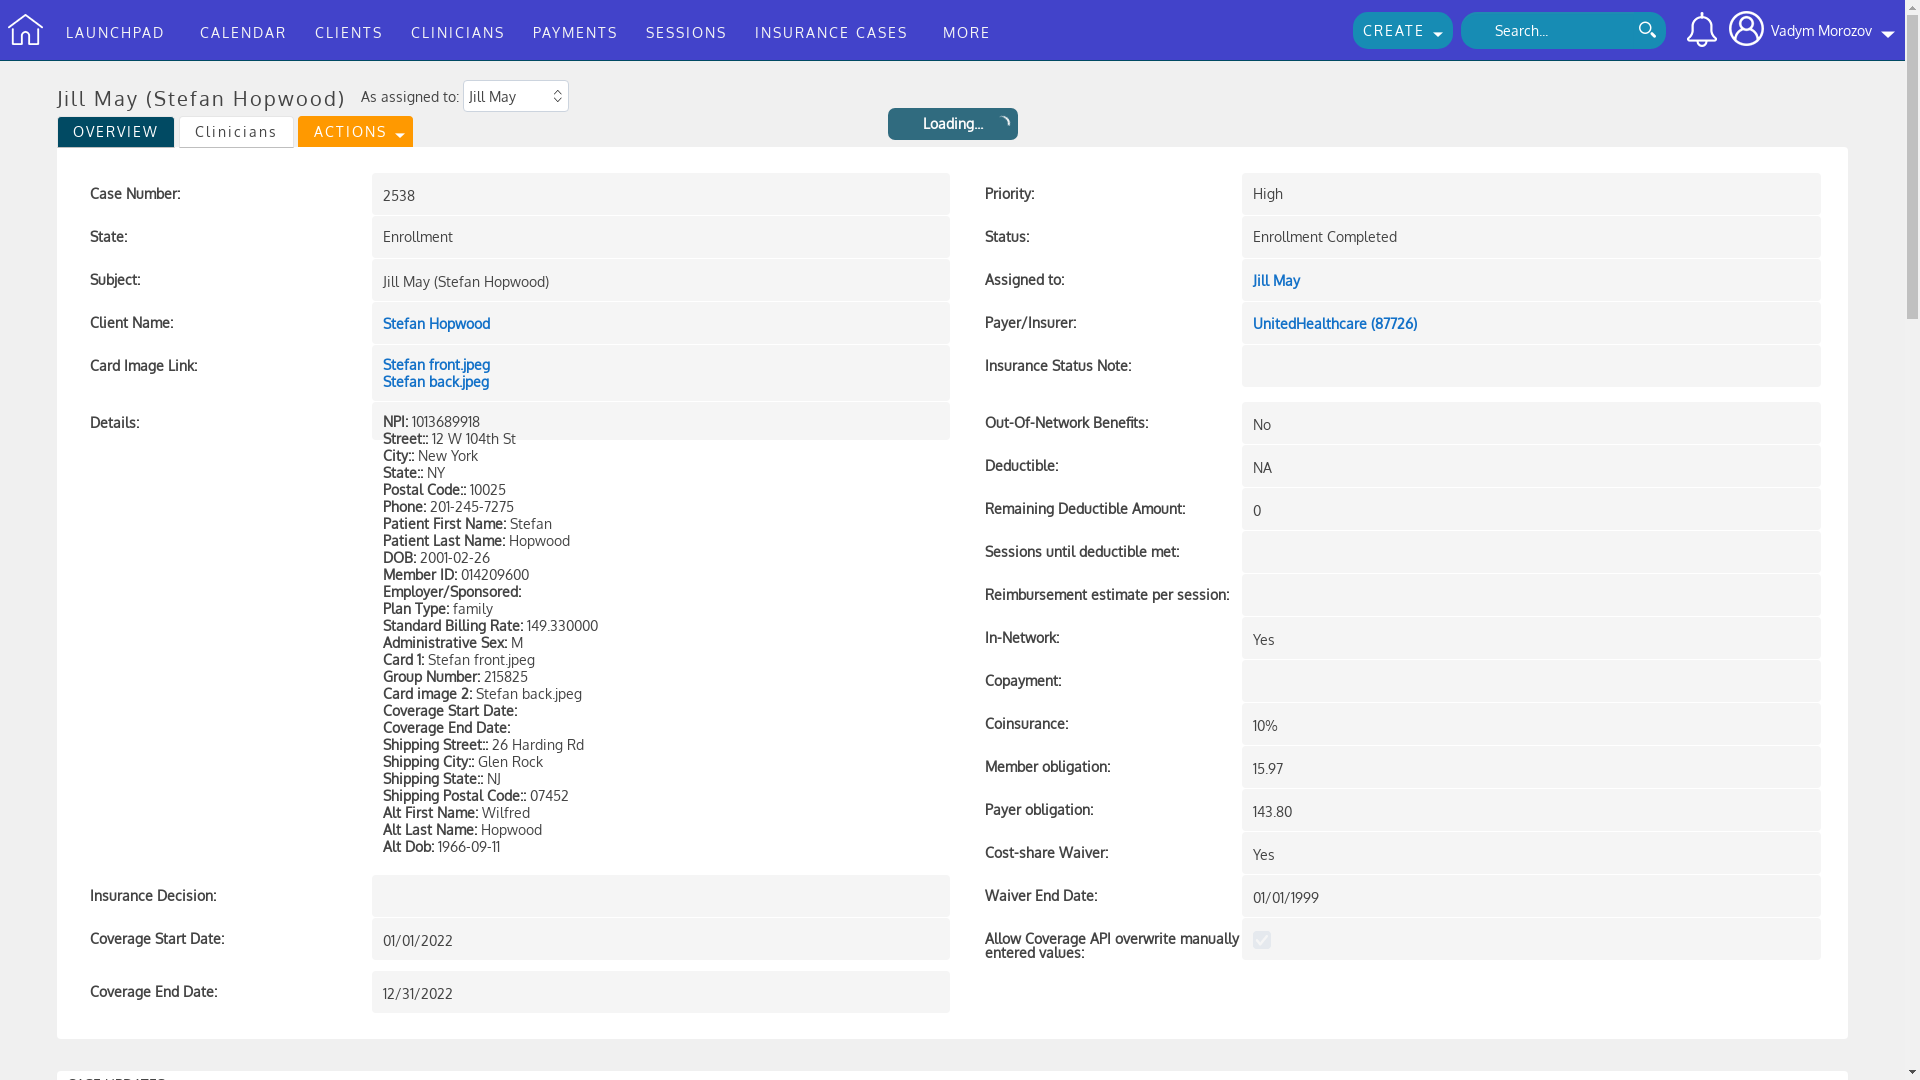 LAUNCHPAD CALENDAR CLIENTS CLINICIANS PAYMENTS SESSIONS INSURANCE CASES MORE CREATE Search... Vadym Morozov
Jill May (Stefan Hopwood) As assigned to: Jill May
Loading...
OVERVIEW Clinicians ACTIONS
Case Number: 2538 Priority: High
State: Enrollment Status: Enrollment Completed
Subject: Jill May (Stefan Hopwood) Assigned to: Jill May
Client Name: Stefan Hopwood Payer/Insurer: UnitedHealthcare (87726)
Card Image Link: Stefan front.jpeg Insurance Status Note:
Stefan back.jpeg
Details:
NPI: 1013689918
Street:: 12 W 104th St
City:: New York
State:: NY
Postal Code:: 10025
Phone: 201-245-7275
Patient First Name: Stefan
Patient Last Name: Hopwood
DOB: 2001-02-26
Member ID: 014209600
Employer/Sponsored:
Plan Type: family
Standard Billing Rate: 149.330000
Administrative Sex: M
Card 1: Stefan front.jpeg
Group Number: 215825
Card image 2: Stefan back.jpeg
Coverage Start Date:
Coverage End Date:
Shipping Street:: 26 Harding Rd
Shipping City:: Glen Rock
Shipping State:: NJ
Shipping Postal Code:: 07452
Alt First Name: Wilfred
Alt Last Name: Hopwood
Alt Dob: 1966-09-11
Out-Of-Network Benefits: No
Deductible: NA
Remaining Deductible Amount: 0
Sessions until deductible met:
Reimbursement estimate per session:
In-Network: Yes
Copayment:
Coinsurance: 10%
Member obligation: 15.97
Payer obligation: 143.80
Cost-share Waiver: Yes
Insurance Decision: Waiver End Date: 01/01/1999
Coverage Start Date: 01/01/2022 Allow Coverage API overwrite manually
entered values:
Coverage End Date: 12/31/2022
CASE UPDATES